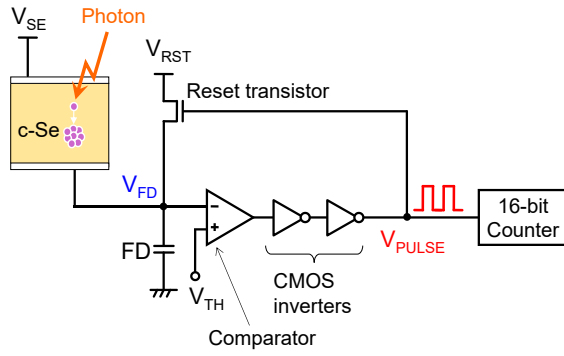 Photon
V_SE
V_RST
Reset transistor
c-Se
V_FD
−
+
FD
V_TH
V_PULSE
16-bit
Counter
CMOS
inverters
Comparator